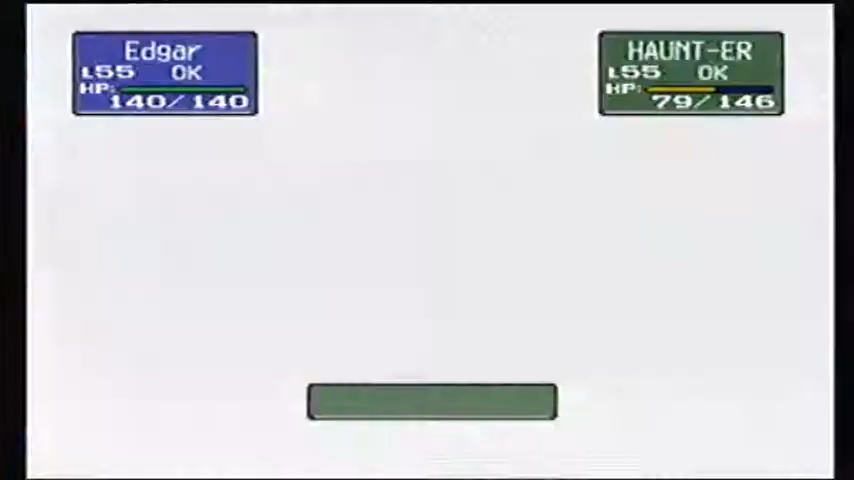 Edgar
L55 OK
HP:
140/140
HAUNT-ER
L55 OK
HP:
79/146